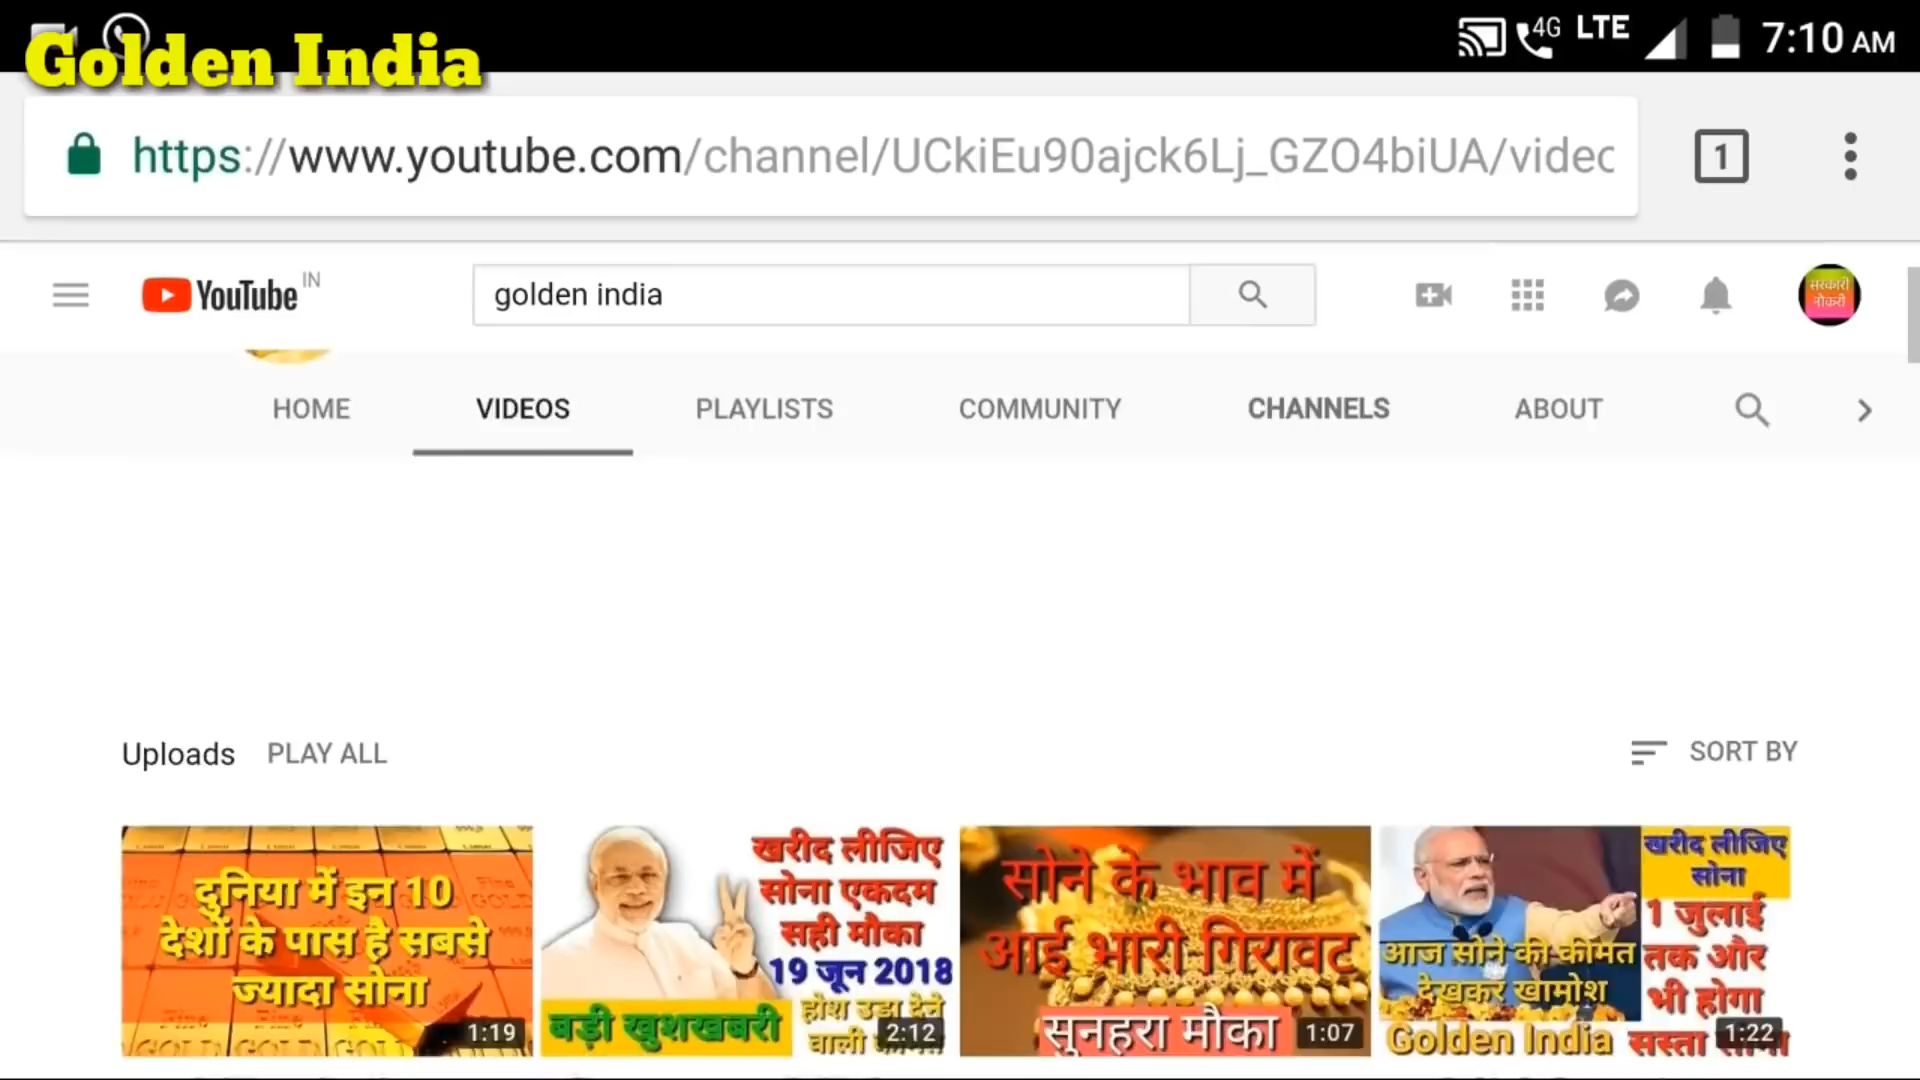 Golden India
4G LTE 7:10 AM
https://www.youtube.com/channel/UCkiEu90ajck6Lj_GZO4biUA/videc
1
YouTube IN
golden india
सरकारी
नौकरी
HOME VIDEOS PLAYLISTS COMMUNITY CHANNELS ABOUT
Uploads PLAY ALL
SORT BY
दुनिया में इन 10
देशों के पास है सबसे
ज्यादा सोना
1:19
खरीद लीजिए
सोना एकदम
सही मौका
19 जून 2018
होश उड़ा देने
वाली
बड़ी खुशखबरी
2:12
सोने के भाव में
आई भारी गिरावट
सुनहरा मौका
1:07
खरीद लीजिए
सोना
1 जुलाई
तक और
भी होगा
सस्ता
आज सोने की कीमत
देखकर खामोश
Golden India
1:22